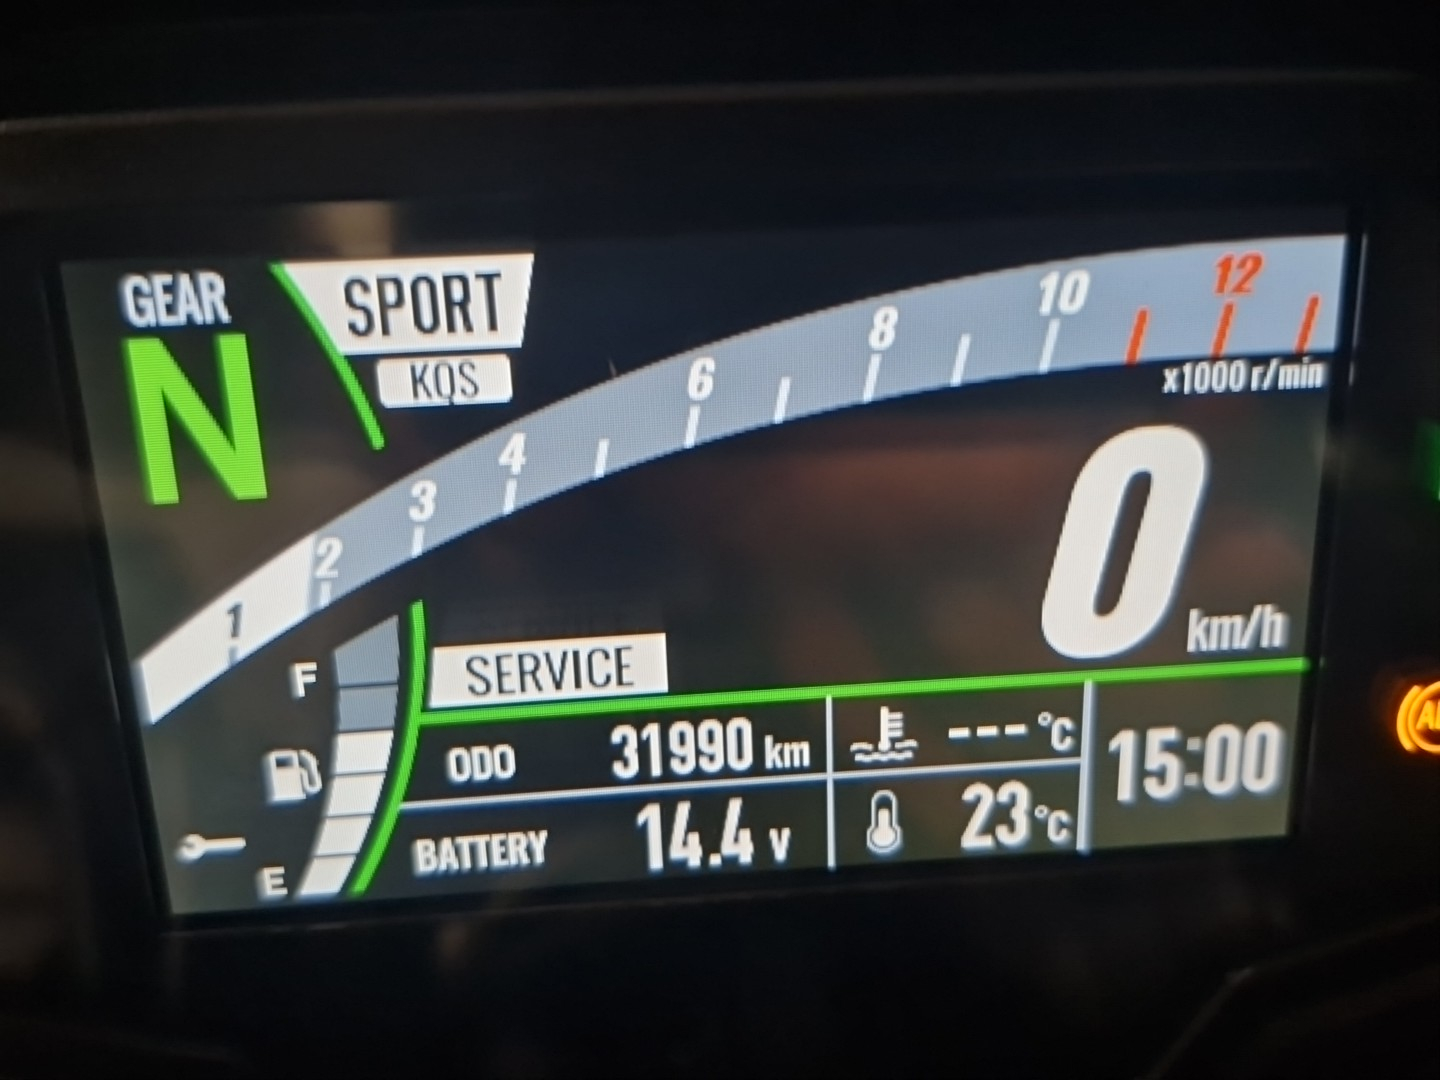 GEAR
N
SPORT
KQS
1 2 3 4 6 8 10 12
x1000 r/min
0 km/h
F
E
SERVICE
ODO 31990 km
BATTERY 14.4 V
---°C
23°C
15:00